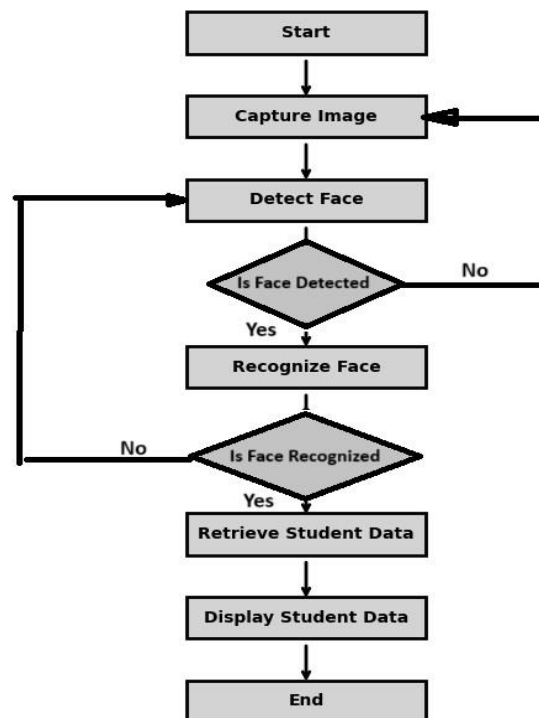 Start
Capture Image
Detect Face
Is Face Detected
No
Yes
Recognize Face
No
Is Face Recognized
Yes
Retrieve Student Data
Display Student Data
End